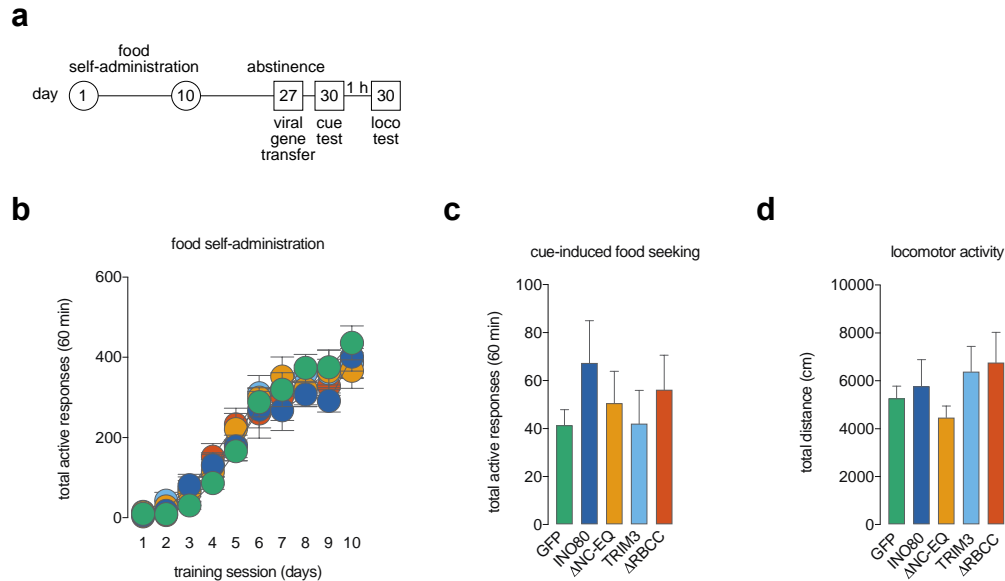 a
food
self-administration
abstinence
day 1 10 27 30 1 h 30
viral
gene
transfer
cue
test
loco
test
b
food self-administration
total active responses (60 min)
600
400
200
0
1 2 3 4 5 6 7 8 9 10
training session (days)
c
cue-induced food seeking
total active responses (60 min)
100
80
60
40
20
0
GFP
INO80
ΔNC-EQ
TRIM3
ΔRBCC
d
locomotor activity
total distance (cm)
10000
8000
6000
4000
2000
0
GFP
INO80
ΔNC-EQ
TRIM3
ΔRBCC